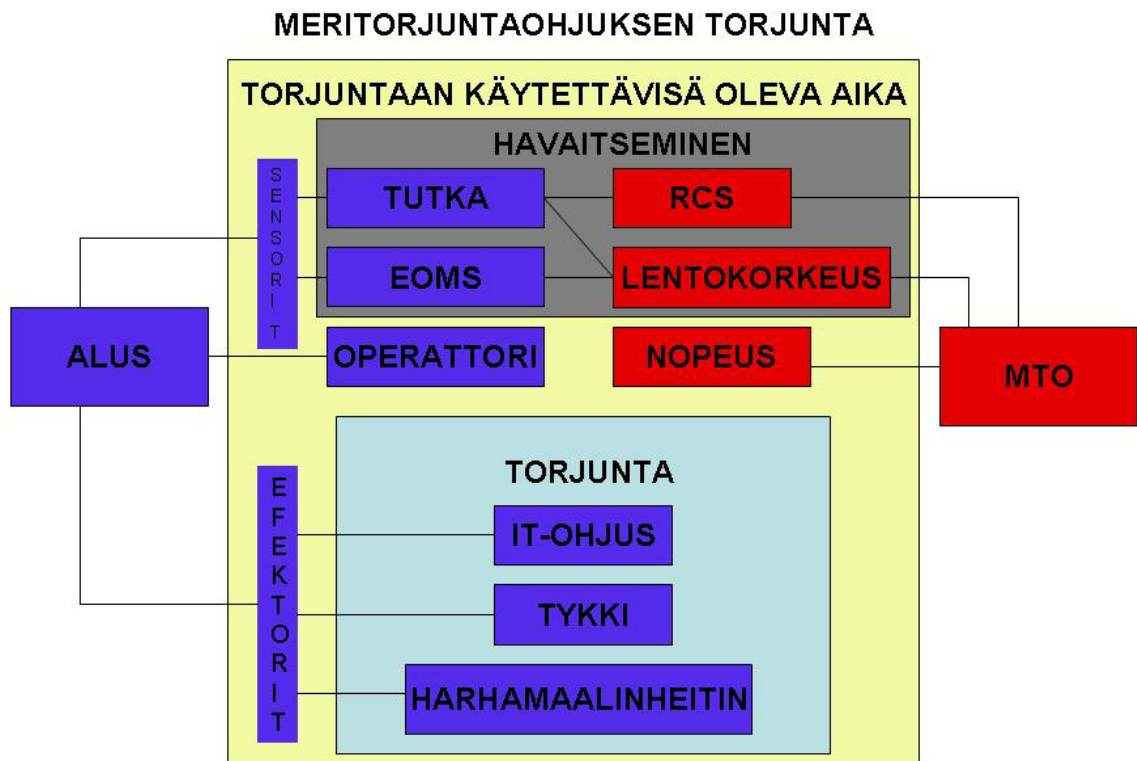 MERITORJUNTAOHJUKSEN TORJUNTA
TORJUNTAAN KÄYTETTÄVISÄ OLEVA AIKA
HAVAITSEMINEN
SENSORIT
TUTKA
RCS
EOMS
LENTOKORKEUS
ALUS
OPERATTORI
NOPEUS
MTO
TORJUNTA
EFEKTORIT
IT-OHJUS
TYKKI
HARHAMAALINHEITIN